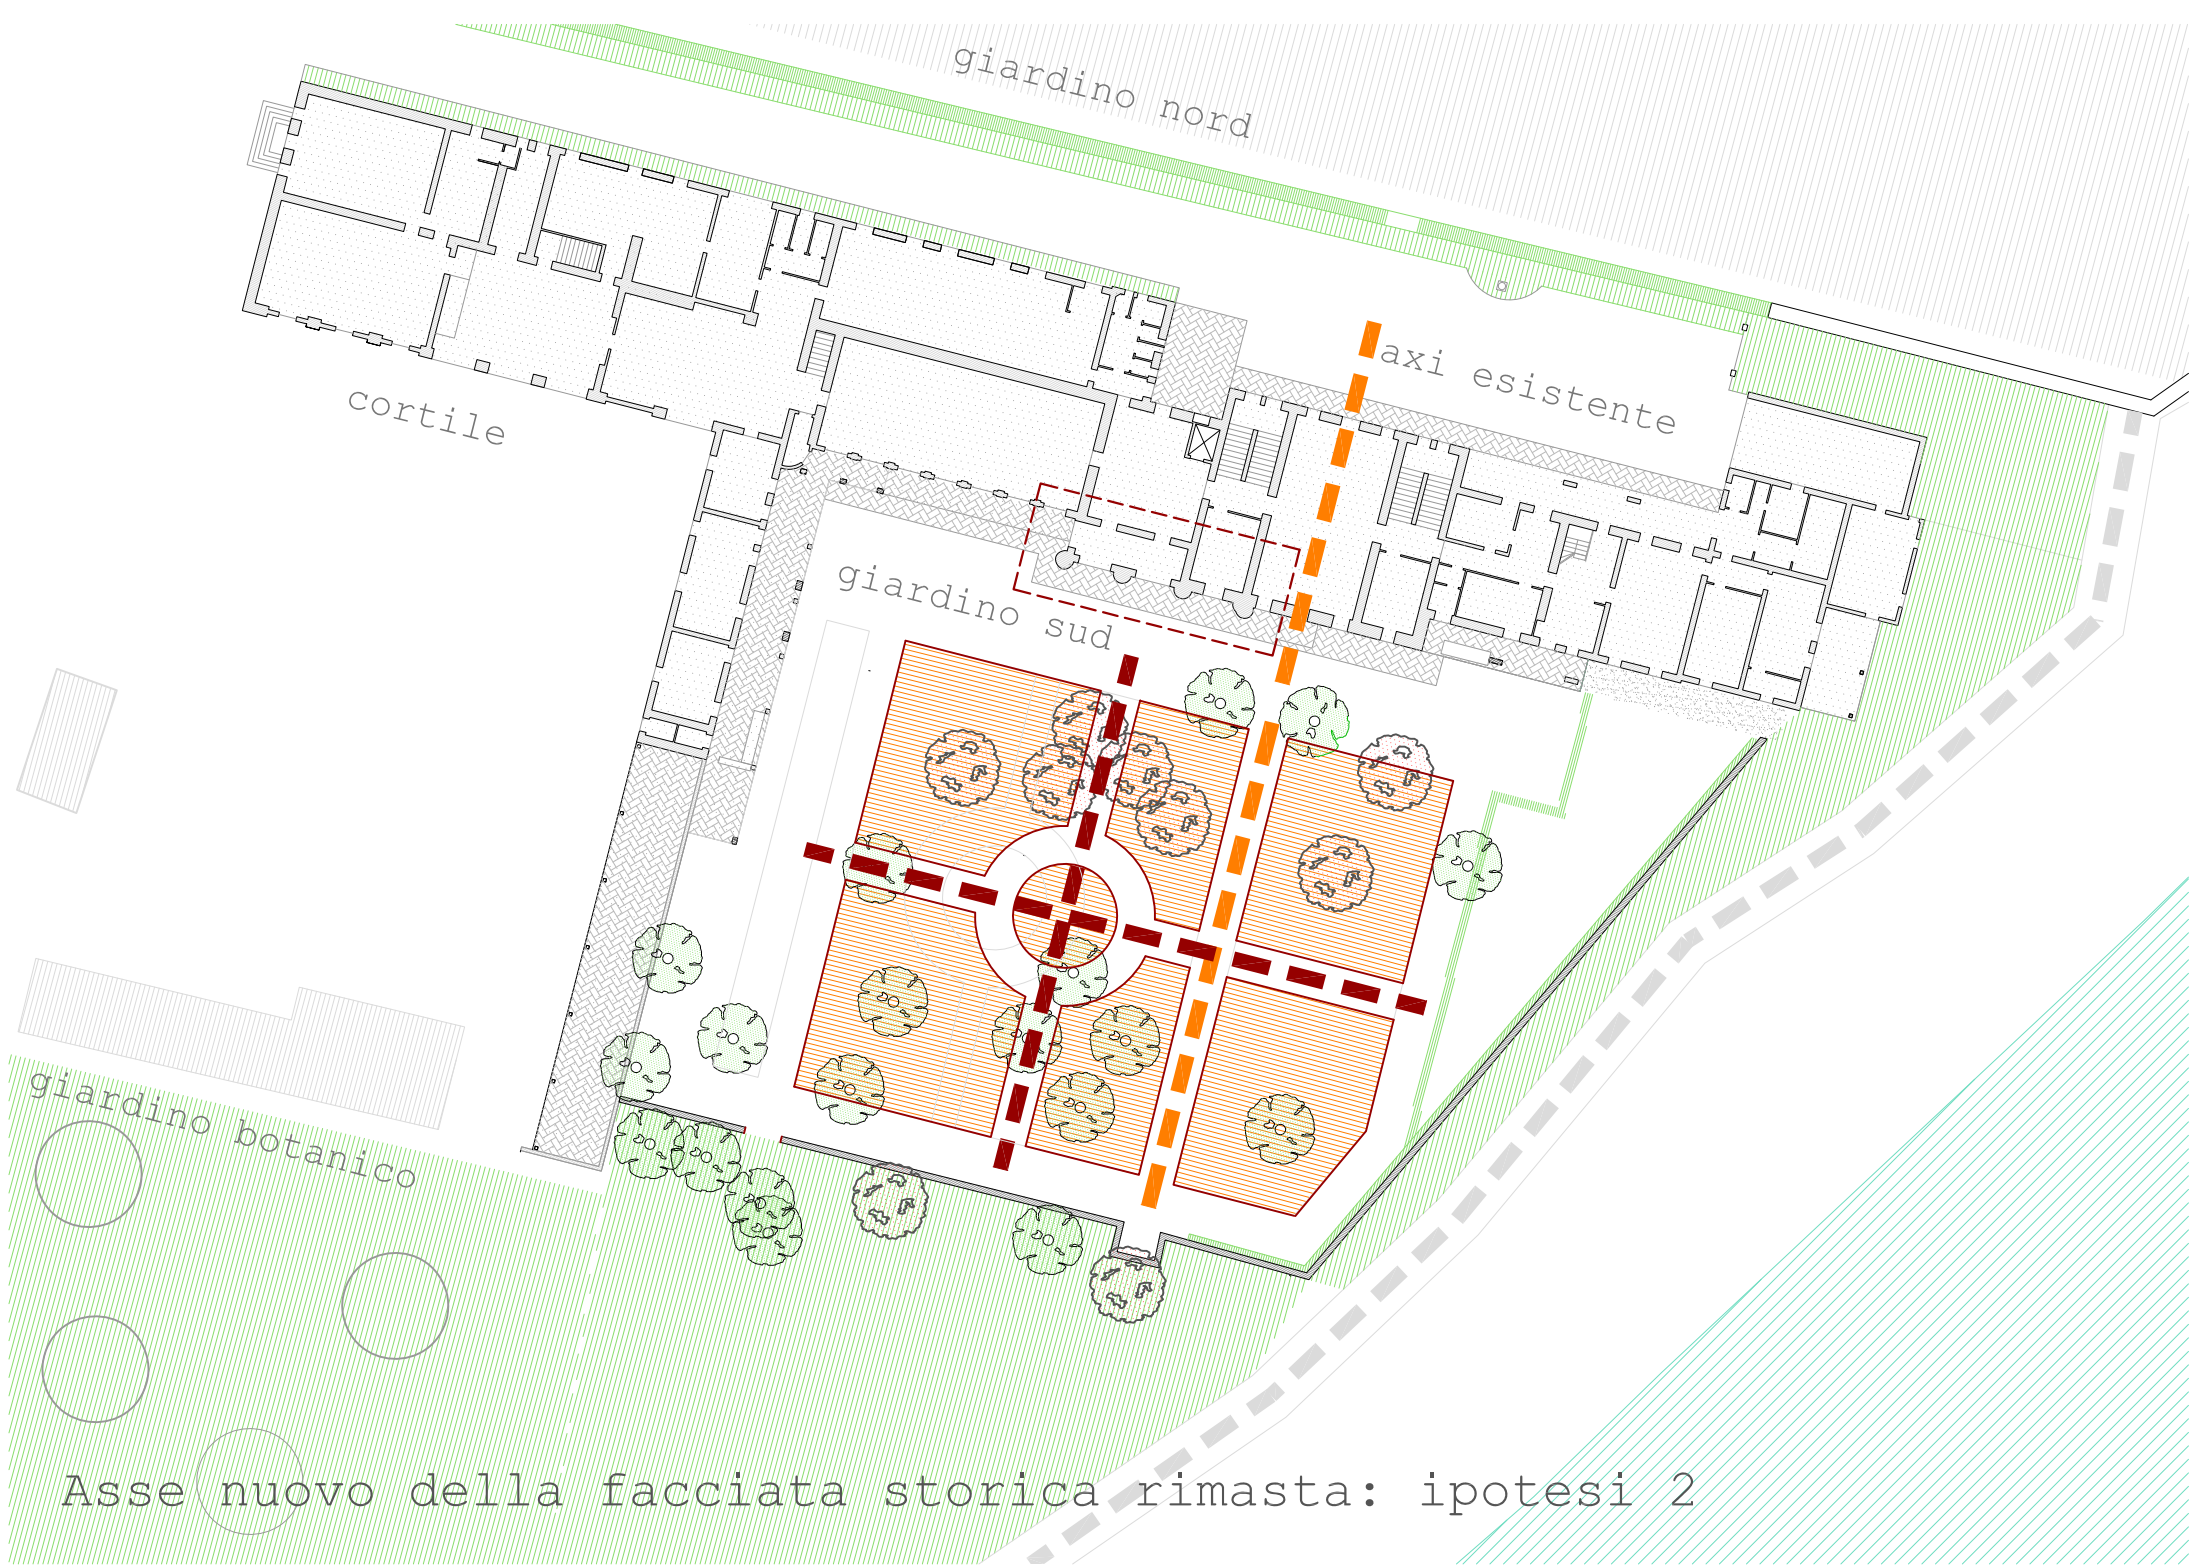 giardino nord
axi esistente
cortile
giardino sud
giardino botanico
Asse nuovo della facciata storica rimasta: ipotesi 2